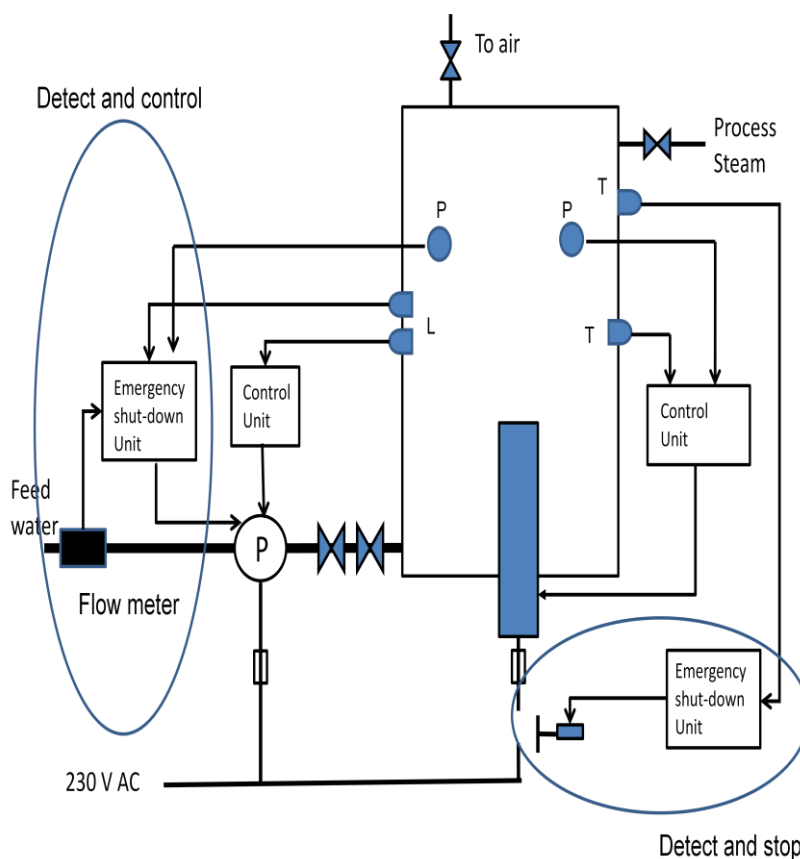 To air
Detect and control
Process
Steam
T
P
P
L
T
Emergency
shut-down
Unit
Control
Unit
Control
Unit
Feed
water
P
Flow meter
Emergency
shut-down
Unit
230 V AC
Detect and stop